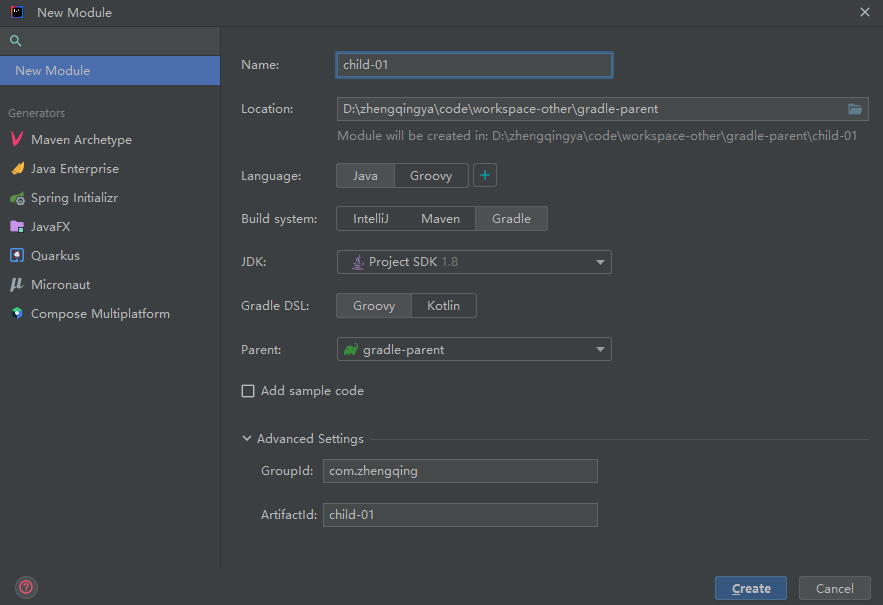 New Module
New Module
Generators
Maven Archetype
Java Enterprise
Spring Initializr
JavaFX
Quarkus
Micronaut
Compose Multiplatform
Name: child-01
Location: D:\zhengqingya\code\workspace-other\gradle-parent
Module will be created in: D:\zhengqingya\code\workspace-other\gradle-parent\child-01
Language: Java Groovy +
Build system: IntelliJ Maven Gradle
JDK: Project SDK 1.8
Gradle DSL: Groovy Kotlin
Parent: gradle-parent
Add sample code
Advanced Settings
GroupId: com.zhengqing
ArtifactId: child-01
? Create Cancel